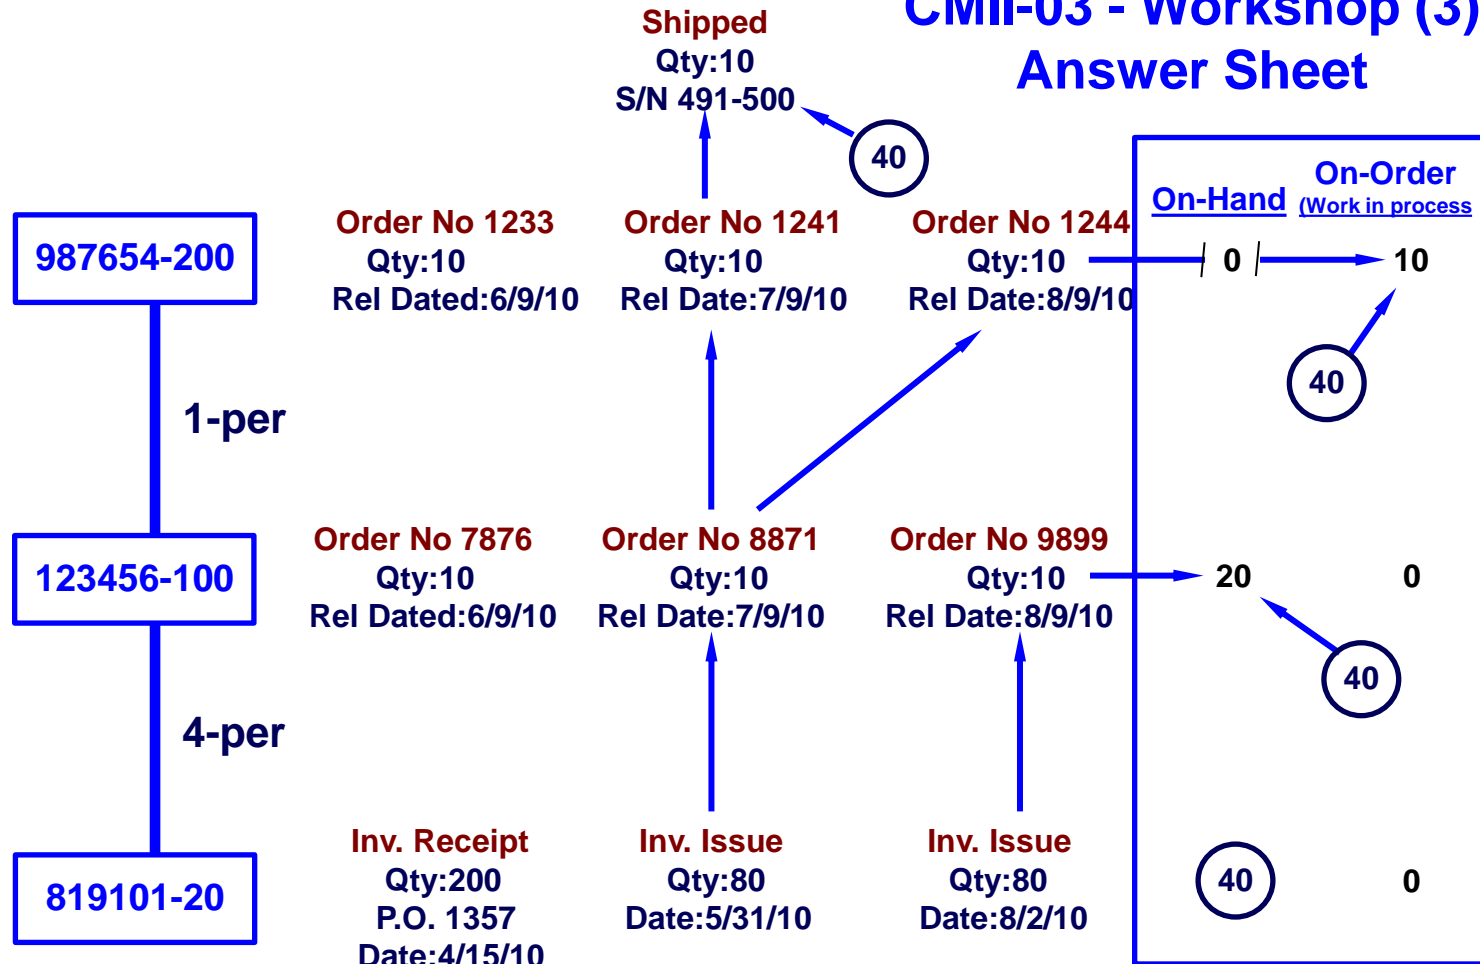 CMII-03 - Workshop (3)
Answer Sheet
Shipped
Qty:10
S/N 491-500
40
On-Hand
On-Order
(Work in process
987654-200
Order No 1233
Qty:10
Rel Dated:6/9/10
Order No 1241
Qty:10
Rel Date:7/9/10
Order No 1244
Qty:10
Rel Date:8/9/10
0
10
40
1-per
123456-100
Order No 7876
Qty:10
Rel Dated:6/9/10
Order No 8871
Qty:10
Rel Date:7/9/10
Order No 9899
Qty:10
Rel Date:8/9/10
20
0
40
4-per
819101-20
Inv. Receipt
Qty:200
P.O. 1357
Date:4/15/10
Inv. Issue
Qty:80
Date:5/31/10
Inv. Issue
Qty:80
Date:8/2/10
40
0